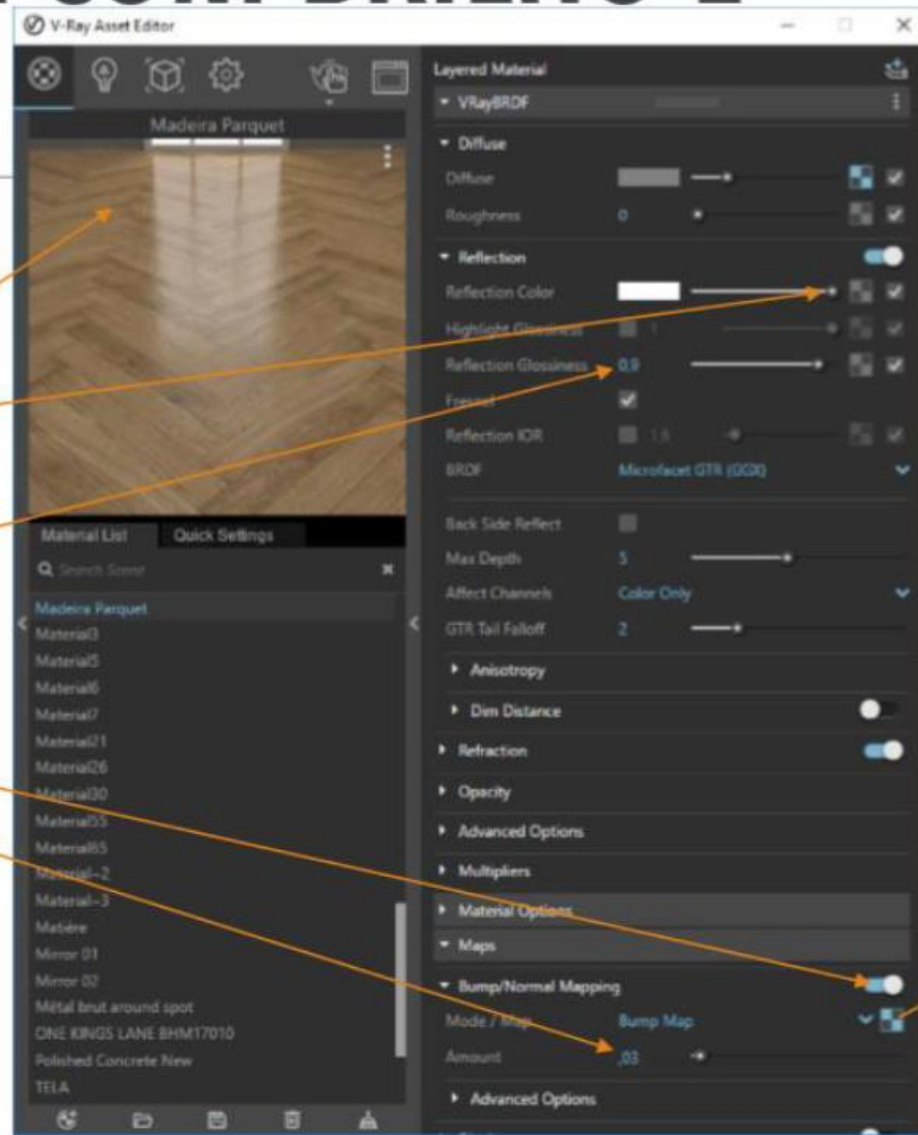 COM BRILHO E
V-Ray Asset Editor
Madeira Parquet
Material List
Quick Settings
Search Scene
Madeira Parquet
Material3
Material5
Material6
Material7
Material21
Material26
Material30
Material55
Material65
Material~2
Material~3
Matière
Mirror 01
Mirror 02
Métal brut around spot
ONE KINGS LANE BHM17010
Polished Concrete New
TELA
Layered Material
VRayBRDF
Diffuse
Diffuse
Roughness 0
Reflection
Reflection Color
Highlight Glossiness 1
Reflection Glossiness 0,9
Fresnel
Reflection IOR 1,6
BRDF Microfacet GTR (GGX)
Back Side Reflect
Max Depth 5
Affect Channels Color Only
GTR Tail Falloff 2
Anisotropy
Dim Distance
Refraction
Opacity
Advanced Options
Multipliers
Material Options
Maps
Bump/Normal Mapping
Mode / Map Bump Map
Amount ,03
Advanced Options